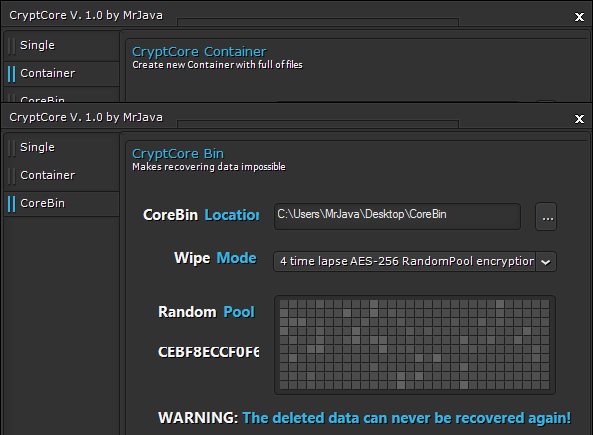 CryptCore V. 1.0 by MrJava
x
Single
CryptCore Container
Create new Container with full of files
Container
CryptCore V. 1.0 by MrJava
x
Single
CryptCore Bin
Makes recovering data impossible
Container
CoreBin
CoreBin Location
C:\Users\MrJava\Desktop\CoreBin
...
Wipe Mode
4 time lapse AES-256 RandomPool encryption
Random Pool
CEBF8ECCF0F6
WARNING: The deleted data can never be recovered again!